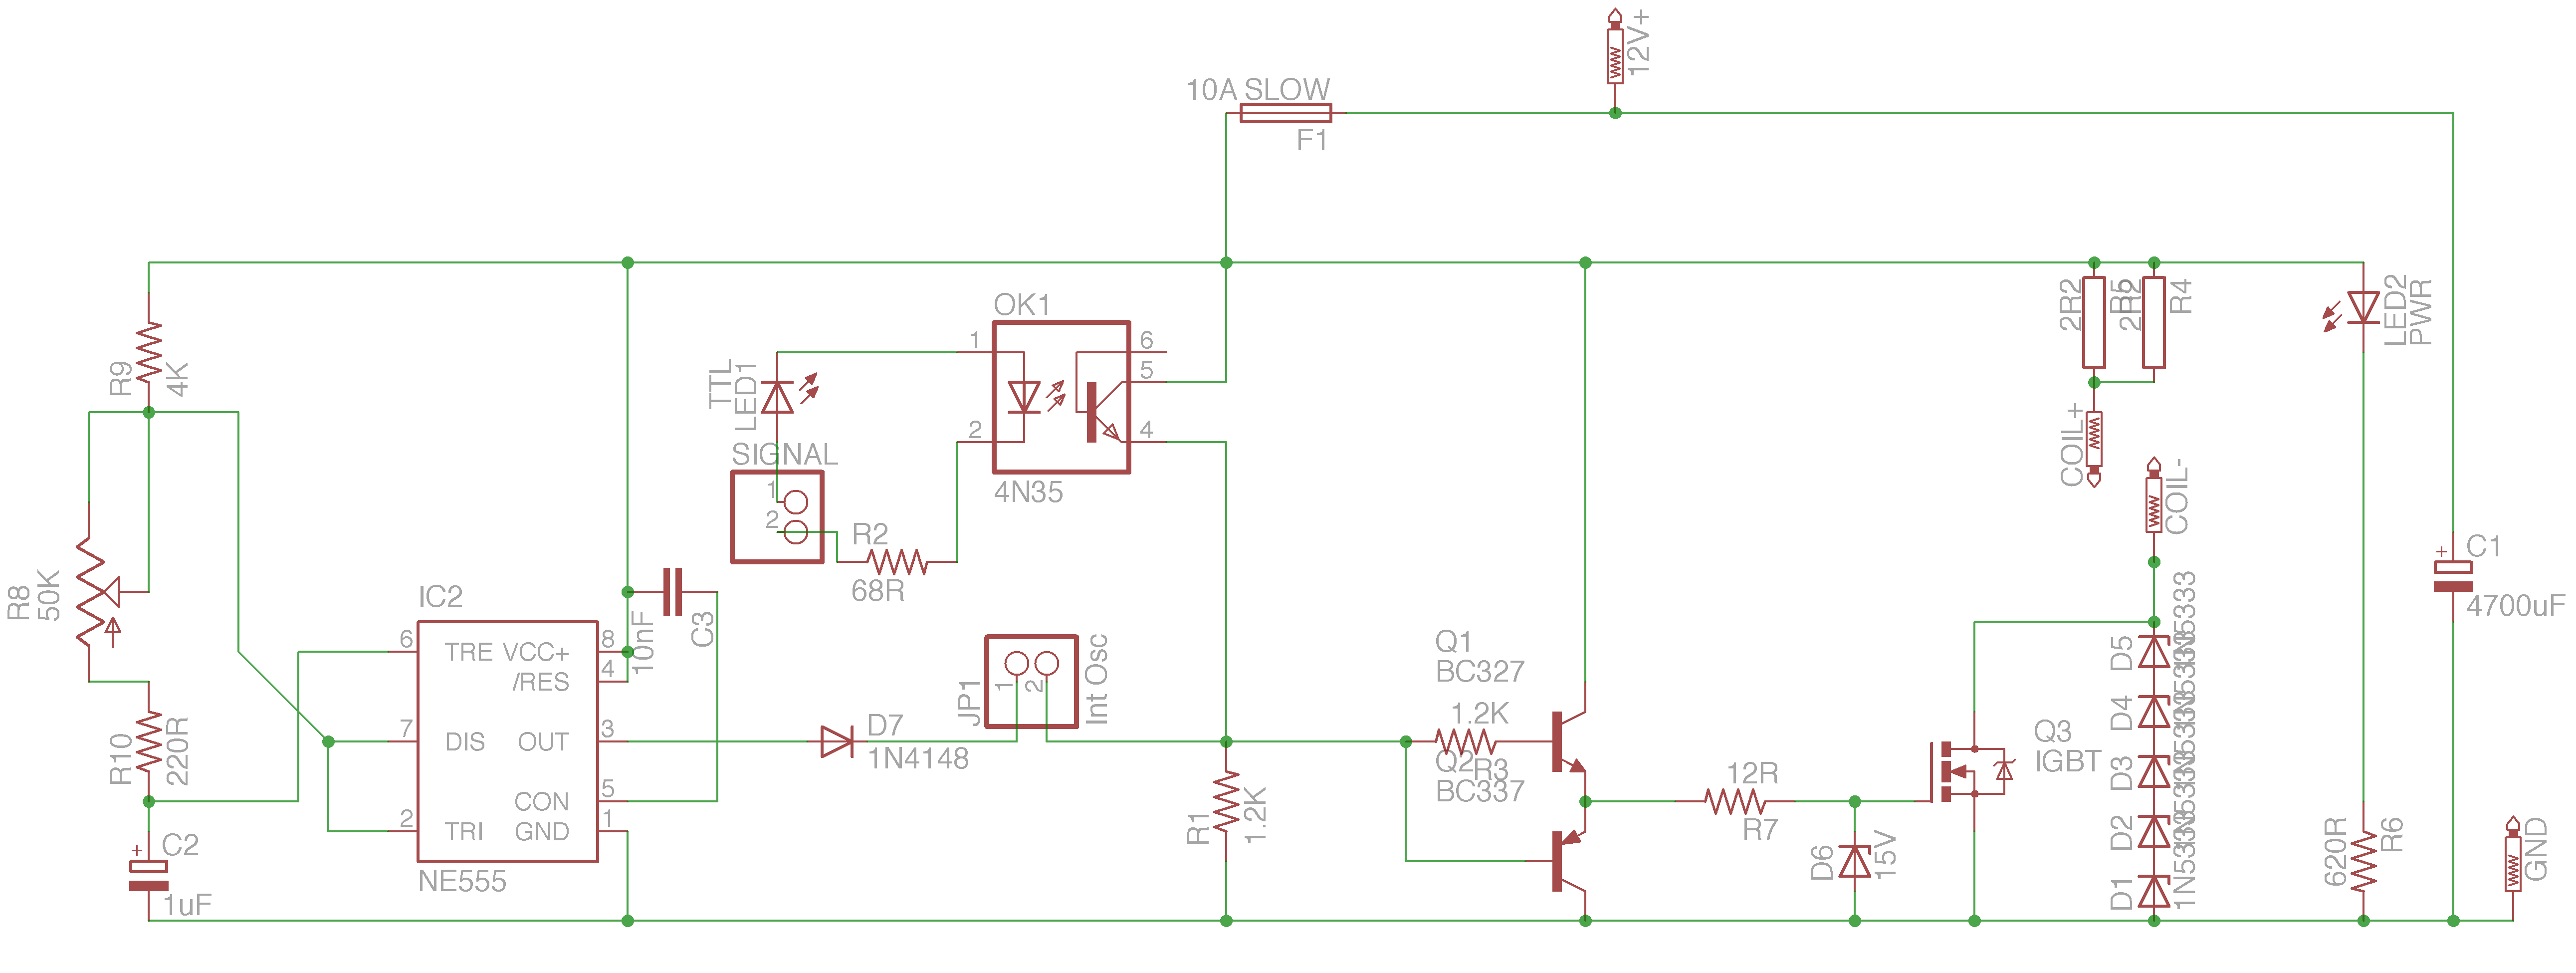 12V+
10A SLOW
F1
R9
4K
R8
50K
R10
220R
+
C2
1uF
IC2
6
TRE
VCC+
8
/RES
4
7
DIS
OUT
3
CON
5
2
TRI
GND
1
NE555
10nF
C3
TTL
LED1
SIGNAL
1
2
R2
68R
OK1
1
2
6
5
4
4N35
D7
1N4148
JP1
1
2
Int Osc
R1
1.2K
Q1
BC327
1.2K
R3
Q2
BC337
12R
R7
D6
15V
Q3
IGBT
2R2
R5
2R2
R4
COIL+
COIL-
D5
D4
D3
D2
D1
1N5333
LED2
PWR
620R
R6
+
C1
4700uF
GND